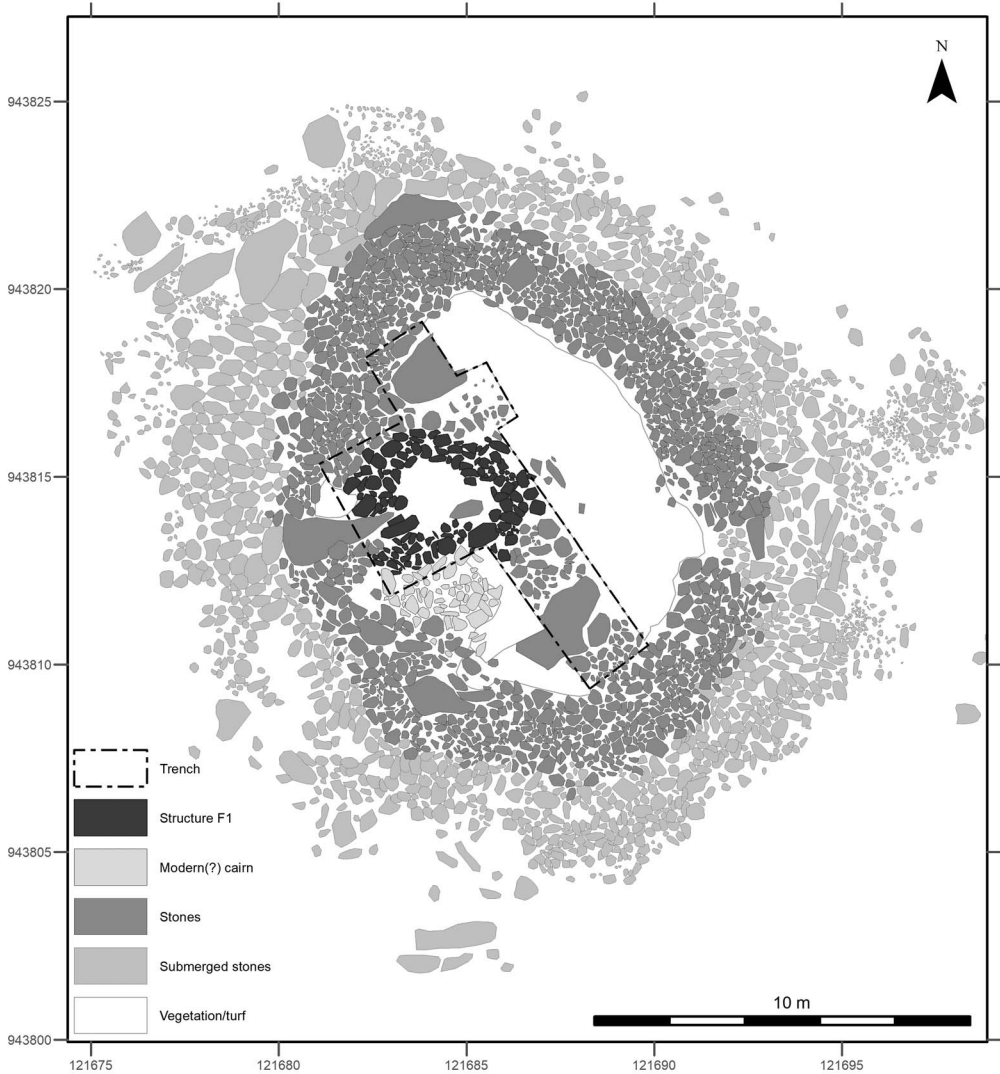 N
943825
943820
943815
943810
943805
943800
Trench
Structure F1
Modern(?) cairn
Stones
Submerged stones
Vegetation/turf
10 m
121675
121680
121685
121690
121695